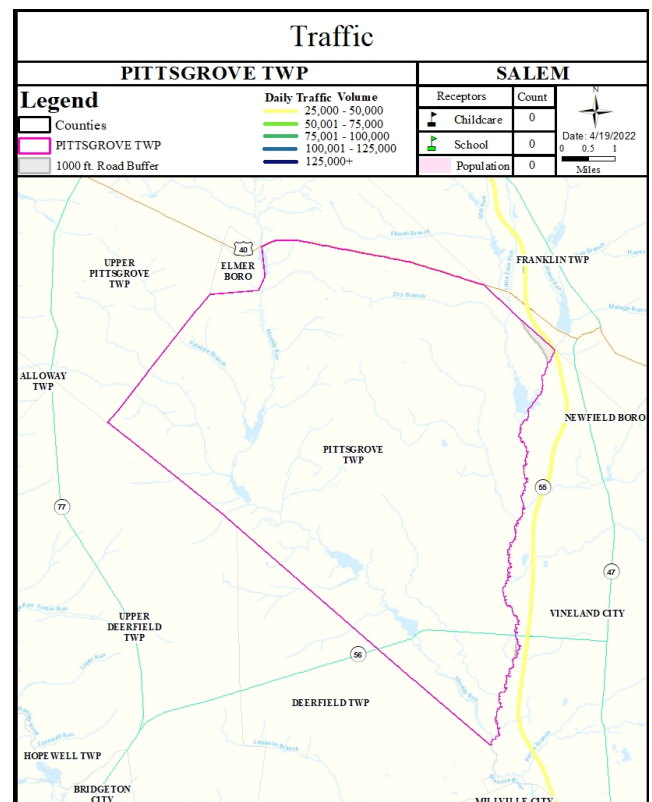 Traffic
PITTSGROVE TWP
SALEM
Legend
Counties
PITTSGROVE TWP
1000 ft. Road Buffer
Daily Traffic Volume
25,000 - 50,000
50,001 - 75,000
75,001 - 100,000
100,001 - 125,000
125,000+
Receptors Count
Childcare 0
School 0
Population 0
N
Date: 4/19/2022
0 0.5 1
Miles
40
UPPER
PITTSGROVE
TWP
ELMER
BORO
FRANKLIN TWP
Dry Branch
ALLOWAY
TWP
NEWFIELD BORO
PITTSGROVE
TWP
55
77
47
UPPER
DEERFIELD
TWP
VINELAND CITY
56
DEERFIELD TWP
HOPEWELL TWP
BRIDGETON
CITY
MILLVILLE CITY